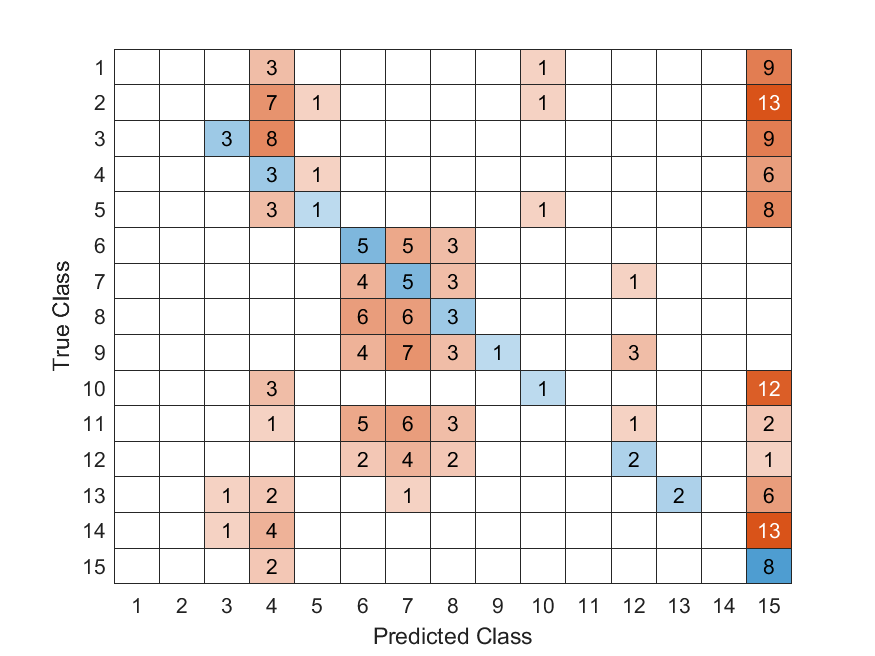 1 3 1 9
2 7 1 1 13
3 3 8 9
4 3 1 6
5 3 1 1 8
6 5 5 3
7 4 5 3 1
8 6 6 3
9 4 7 3 1 3
10 3 1 12
11 1 5 6 3 1 2
12 2 4 2 2 1
13 1 2 1 2 6
14 1 4 13
15 2 8
1 2 3 4 5 6 7 8 9 10 11 12 13 14 15
Predicted Class
True Class